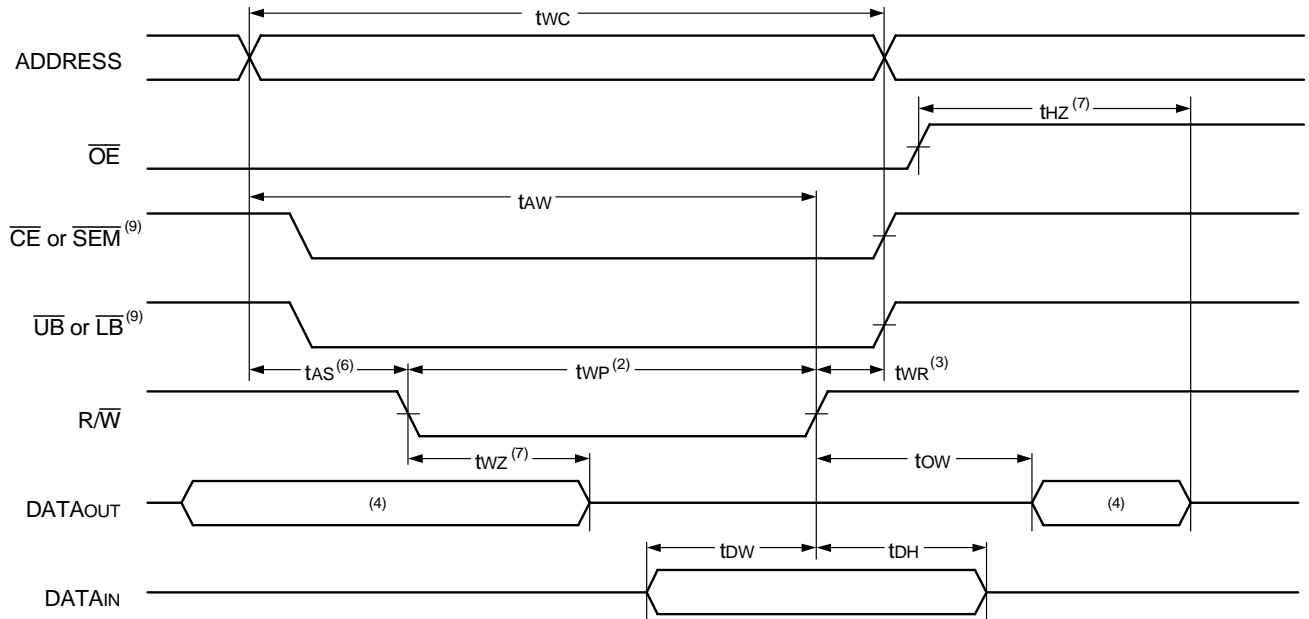 tWC
ADDRESS
tHZ(7)
OE
tAW
CE or SEM(9)
UB or LB(9)
tAS(6) tWP(2) tWR(3)
R/W
tWZ(7) tOW
DATAOUT (4) (4)
tDW tDH
DATAIN